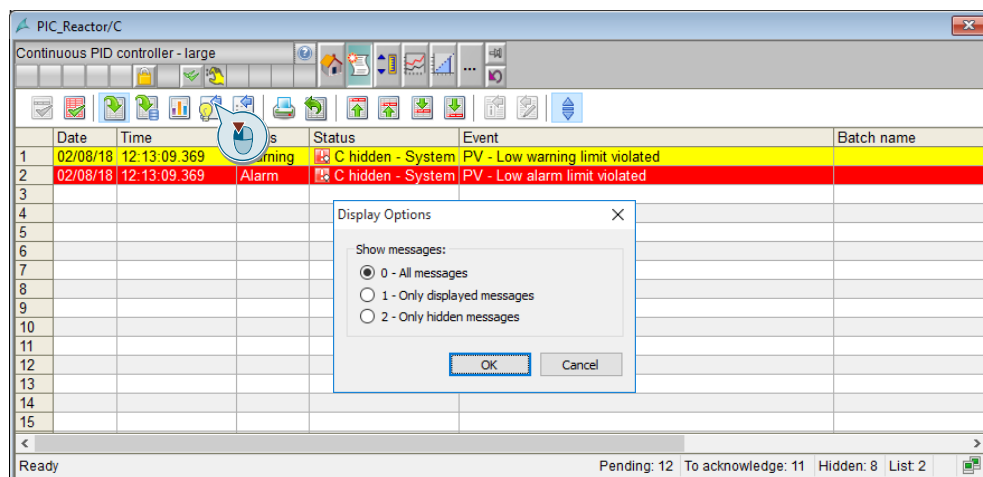 PIC_Reactor/C
Continuous PID controller - large
...
Date Time Status Event Batch name
1 02/08/18 12:13:09.369 C hidden - System PV - Low warning limit violated
2 02/08/18 12:13:09.369 Alarm C hidden - System PV - Low alarm limit violated
3
4
Display Options
5
6
Show messages:
7
0 - All messages
8
1 - Only displayed messages
9
2 - Only hidden messages
10
11
12
OK Cancel
13
14
15
Ready Pending: 12 To acknowledge: 11 Hidden: 8 List: 2